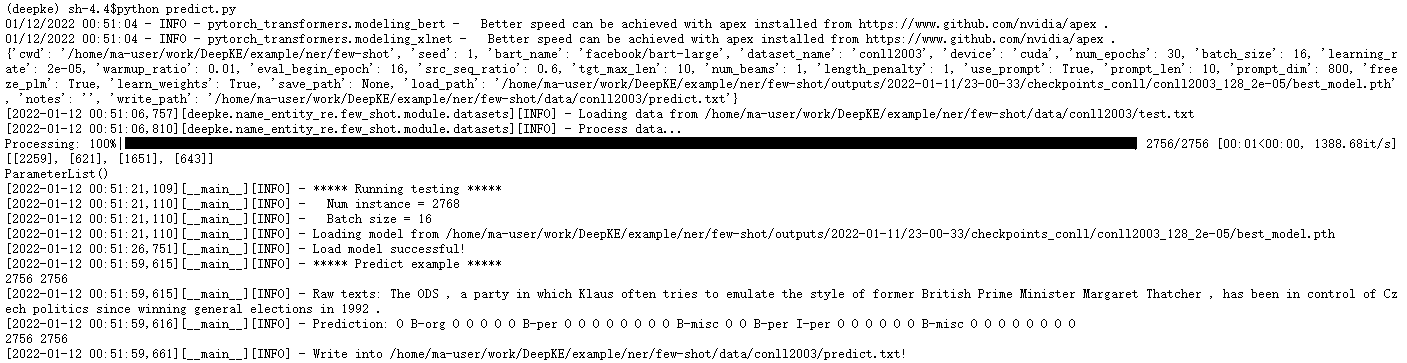 (deepke) sh-4.4$python predict.py
01/12/2022 00:51:04 - INFO - pytorch_transformers.modeling_bert -   Better speed can be achieved with apex installed from https://www.github.com/nvidia/apex .
01/12/2022 00:51:04 - INFO - pytorch_transformers.modeling_xlnet -   Better speed can be achieved with apex installed from https://www.github.com/nvidia/apex .
{'cwd': '/home/ma-user/work/DeepKE/example/ner/few-shot', 'seed': 1, 'bart_name': 'facebook/bart-large', 'dataset_name': 'conll2003', 'device': 'cuda', 'num_epochs': 30, 'batch_size': 16, 'learning_r
ate': 2e-05, 'warmup_ratio': 0.01, 'eval_begin_epoch': 16, 'src_seq_ratio': 0.6, 'tgt_max_len': 10, 'num_beams': 1, 'length_penalty': 1, 'use_prompt': True, 'prompt_len': 10, 'prompt_dim': 800, 'free
ze_plm': True, 'learn_weights': True, 'save_path': None, 'load_path': '/home/ma-user/work/DeepKE/example/ner/few-shot/outputs/2022-01-11/23-00-33/checkpoints_conll/conll2003_128_2e-05/best_model.pth'
, 'notes': '', 'write_path': '/home/ma-user/work/DeepKE/example/ner/few-shot/data/conll2003/predict.txt'}
[2022-01-12 00:51:06,757][deepke.name_entity_re.few_shot.module.datasets][INFO] - Loading data from /home/ma-user/work/DeepKE/example/ner/few-shot/data/conll2003/test.txt
[2022-01-12 00:51:06,810][deepke.name_entity_re.few_shot.module.datasets][INFO] - Process data...
Processing: 100%| | 2756/2756 [00:01<00:00, 1388.68it/s]
[[2259], [621], [1651], [643]]
ParameterList()
[2022-01-12 00:51:21,109][__main__][INFO] - ***** Running testing *****
[2022-01-12 00:51:21,110][__main__][INFO] -   Num instance = 2768
[2022-01-12 00:51:21,110][__main__][INFO] -   Batch size = 16
[2022-01-12 00:51:21,110][__main__][INFO] - Loading model from /home/ma-user/work/DeepKE/example/ner/few-shot/outputs/2022-01-11/23-00-33/checkpoints_conll/conll2003_128_2e-05/best_model.pth
[2022-01-12 00:51:26,751][__main__][INFO] - Load model successful!
[2022-01-12 00:51:59,615][__main__][INFO] - ***** Predict example *****
2756 2756
[2022-01-12 00:51:59,615][__main__][INFO] - Raw texts: The ODS , a party in which Klaus often tries to emulate the style of former British Prime Minister Margaret Thatcher , has been in control of Cz
ech politics since winning general elections in 1992 .
[2022-01-12 00:51:59,616][__main__][INFO] - Prediction: O B-org O O O O O B-per O O O O O O O O B-misc O O B-per I-per O O O O O O B-misc O O O O O O O O
2756 2756
[2022-01-12 00:51:59,661][__main__][INFO] - Write into /home/ma-user/work/DeepKE/example/ner/few-shot/data/conll2003/predict.txt!